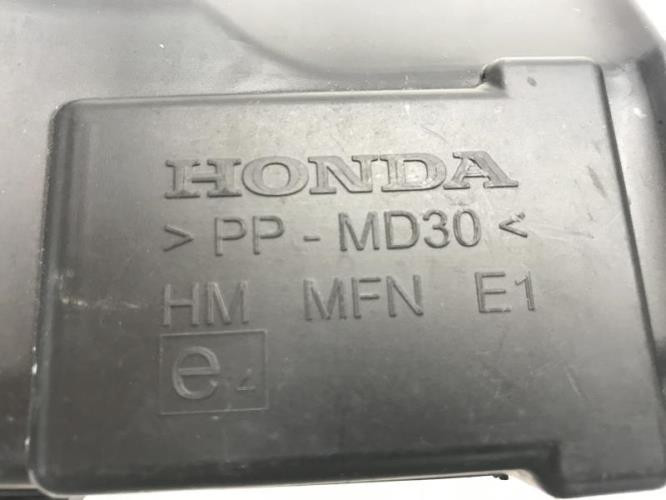 HONDA
> PP - MD30 <
HM MFN E1
e4